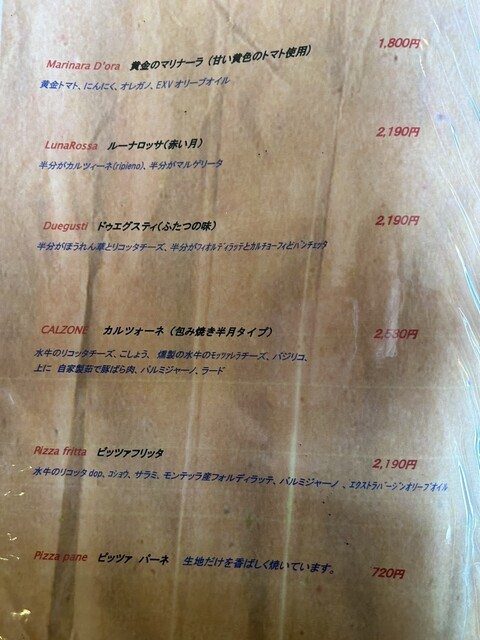 Marinara D'ora 黄金のマリナーラ (甘い黄色のトマト使用) 1,800円
黄金トマト、にんにく、オレガノ、EXVオリーブオイル
LunaRossa ルーナロッサ(赤い月) 2,190円
半分がカルツィーネ(ripieno)、半分がマルゲリータ
Duegusti ドゥエグスティ(ふたつの味) 2,190円
半分がほうれん草とリコッタチーズ、半分がフィオルディラッテとカルチョーフィとパンチェッタ
CALZONE カルツォーネ (包み焼き半月タイプ) 2,530円
水牛のリコッタチーズ、こしょう、燻製の水牛のモッツァルラチーズ、バジリコ、
上に 自家製茹で豚ばら肉、パルミジャーノ、ラード
Pizza fritta ピッツァフリッタ 2,190円
水牛のリコッタdop、コショウ、サラミ、モンテッラ産フォルディラッテ、パルミジャーノ 、エクストラバージンオリーブオイル
Pizza pane ピッツァ パーネ 生地だけを香ばしく焼いています。 720円